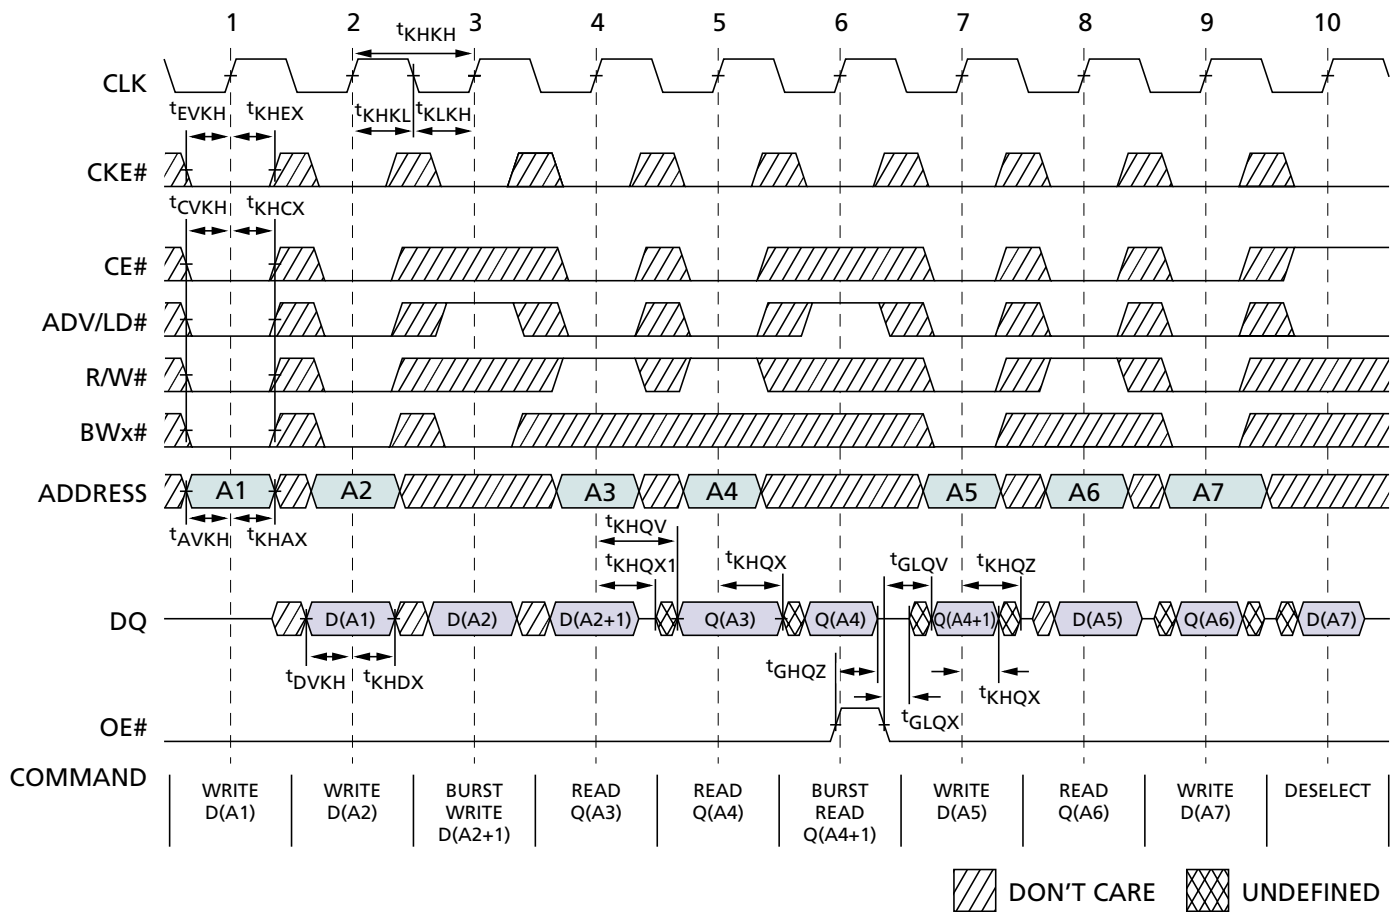 1 2 3 4 5 6 7 8 9 10
tKHKH
CLK
tEVKH tKHEX tKHKL tKLKH
CKE#
tCVKH tKHCX
CE#
ADV/LD#
R/W#
BWx#
ADDRESS A1 A2 A3 A4 A5 A6 A7
tAVKH tKHAX tKHQV
tKHQX1 tKHQX tGLQV tKHQZ
DQ D(A1) D(A2) D(A2+1) Q(A3) Q(A4) Q(A4+1) D(A5) Q(A6) D(A7)
tDVKH tKHDX tGHQZ tKHQX
OE# tGLQX
COMMAND
WRITE WRITE BURST READ READ BURST WRITE READ WRITE DESELECT
D(A1) D(A2) WRITE Q(A3) Q(A4) READ D(A5) Q(A6) D(A7)
D(A2+1) Q(A4+1)
DON'T CARE UNDEFINED